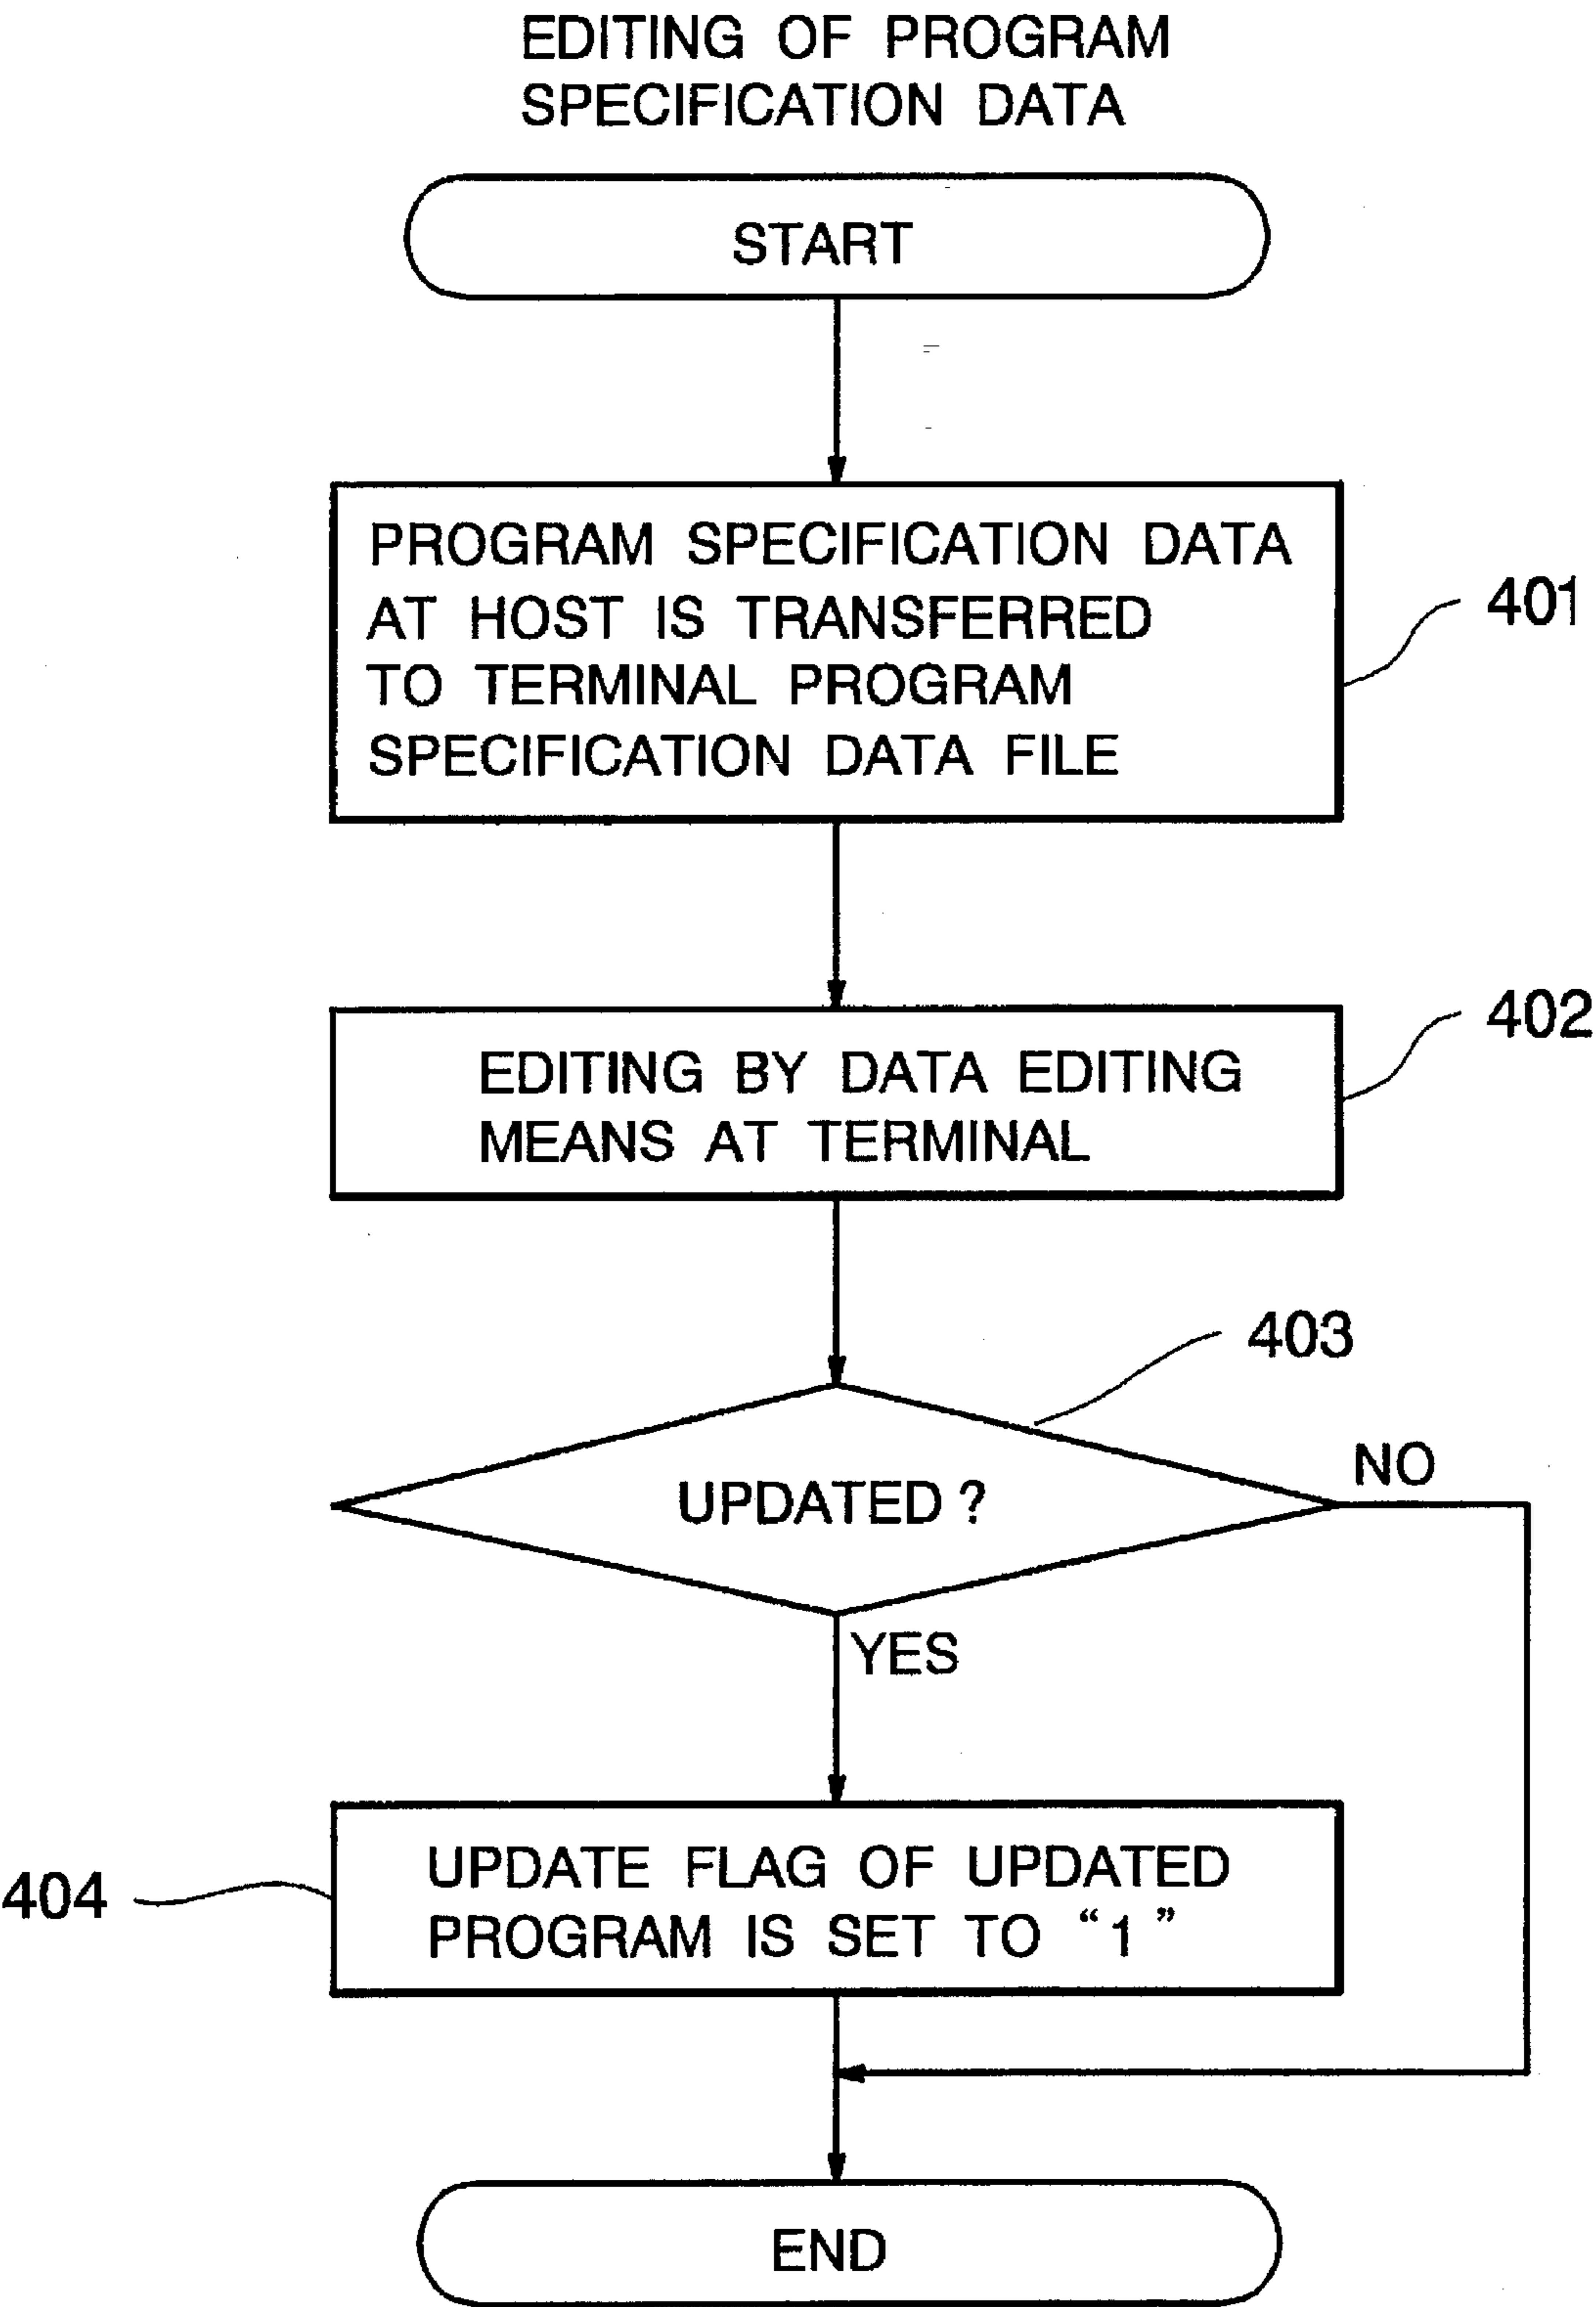 EDITING OF PROGRAM
SPECIFICATION DATA
START
PROGRAM SPECIFICATION DATA
AT HOST IS TRANSFERRED
TO TERMINAL PROGRAM
SPECIFICATION DATA FILE
401
EDITING BY DATA EDITING
MEANS AT TERMINAL
402
403
UPDATED ?
NO
YES
UPDATE FLAG OF UPDATED
PROGRAM IS SET TO “1”
404
END